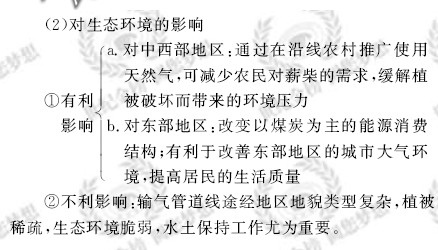 (2)对生态环境的影响
a. 对中西部地区:通过在沿线农村推广使用
天然气,可减少农民对薪柴的需求,缓解植
①有利 被破坏而带来的环境压力
影响 b. 对东部地区:改变以煤炭为主的能源消费
结构;有利于改善东部地区的城市大气环
境,提高居民的生活质量
②不利影响:输气管道线途经地区地貌类型复杂,植被
稀疏,生态环境脆弱,水土保持工作尤为重要。